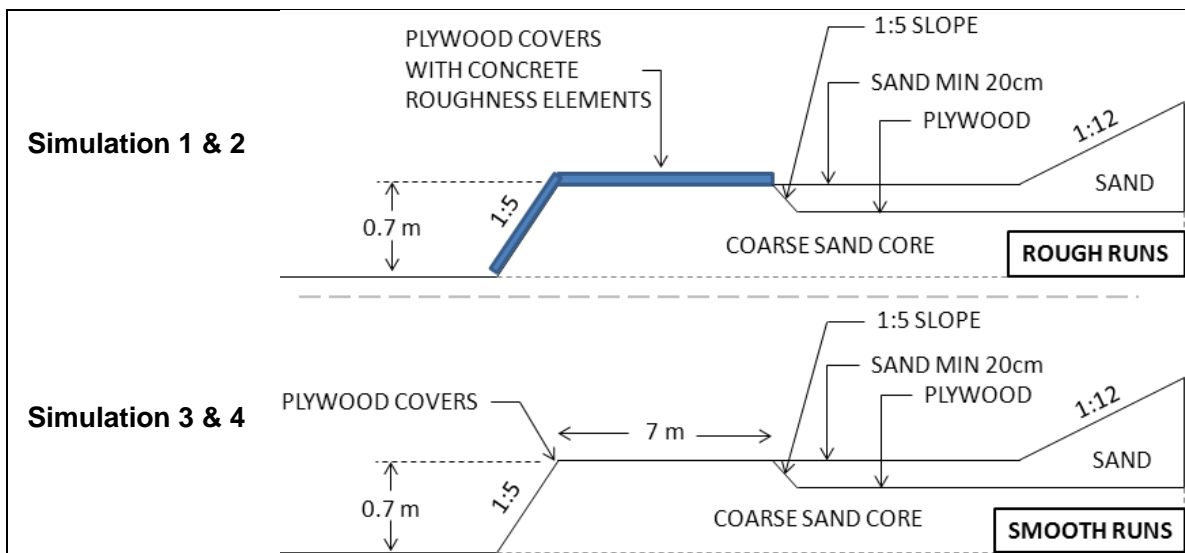 Simulation 1 & 2
PLYWOOD COVERS
WITH CONCRETE
ROUGHNESS ELEMENTS
1:5 SLOPE
SAND MIN 20cm
PLYWOOD
1:12
SAND
0.7 m
1:5
COARSE SAND CORE
ROUGH RUNS
Simulation 3 & 4
PLYWOOD COVERS
7 m
1:5 SLOPE
SAND MIN 20cm
PLYWOOD
1:12
SAND
0.7 m
1:5
COARSE SAND CORE
SMOOTH RUNS